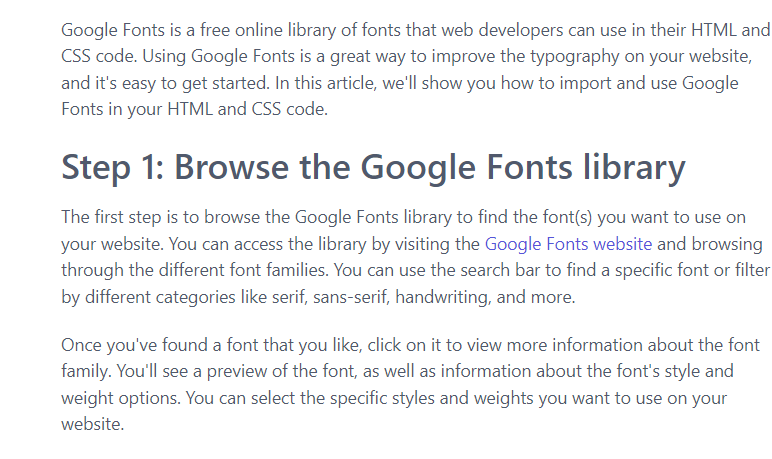 Google Fonts is a free online library of fonts that web developers can use in their HTML and
CSS code. Using Google Fonts is a great way to improve the typography on your website,
and it's easy to get started. In this article, we'll show you how to import and use Google
Fonts in your HTML and CSS code.
Step 1: Browse the Google Fonts library
The first step is to browse the Google Fonts library to find the font(s) you want to use on
your website. You can access the library by visiting the Google Fonts website and browsing
through the different font families. You can use the search bar to find a specific font or filter
by different categories like serif, sans-serif, handwriting, and more.
Once you've found a font that you like, click on it to view more information about the font
family. You'll see a preview of the font, as well as information about the font's style and
weight options. You can select the specific styles and weights you want to use on your
website.